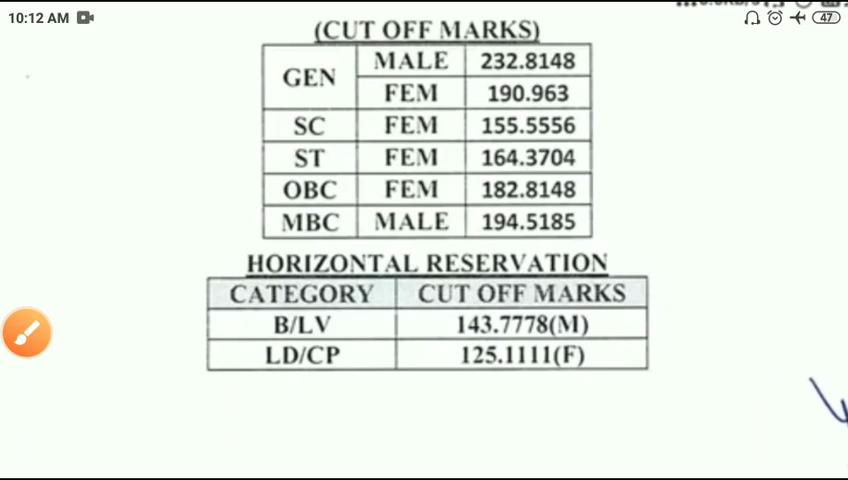 10:12 AM
47
(CUT OFF MARKS)
GEN MALE 232.8148
FEM 190.963
SC FEM 155.5556
ST FEM 164.3704
OBC FEM 182.8148
MBC MALE 194.5185
HORIZONTAL RESERVATION
CATEGORY CUT OFF MARKS
B/LV 143.7778(M)
LD/CP 125.1111(F)